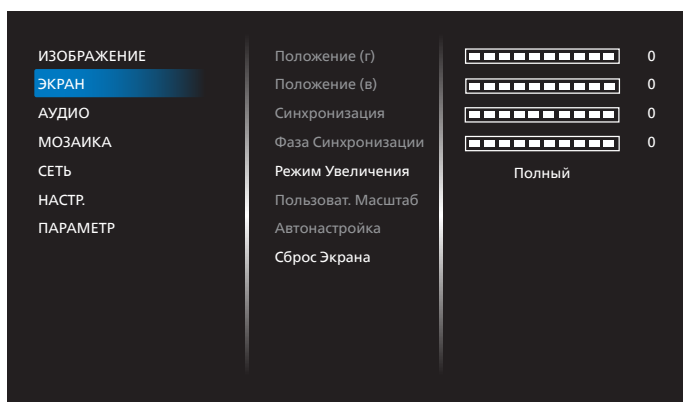 ИЗОБРАЖЕНИЕ
ЭКРАН
АУДИО
МОЗАИКА
СЕТЬ
НАСТР.
ПАРАМЕТР
Положение (г)
Положение (в)
Синхронизация
Фаза Синхронизации
Режим Увеличения
Пользоват. Масштаб
Автонастройка
Сброс Экрана
0
0
0
0
Полный